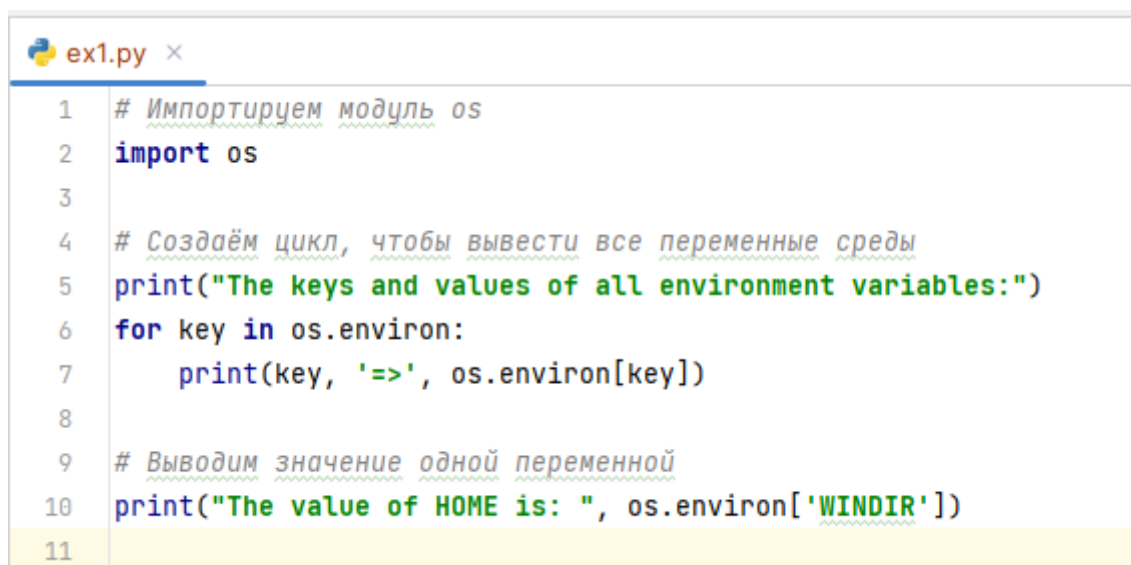 ex1.py ×
1 # Импортируем модуль os
2 import os
3
4 # Создаём цикл, чтобы вывести все переменные среды
5 print("The keys and values of all environment variables:")
6 for key in os.environ:
7     print(key, '=>', os.environ[key])
8
9 # Выводим значение одной переменной
10 print("The value of HOME is: ", os.environ['WINDIR'])
11